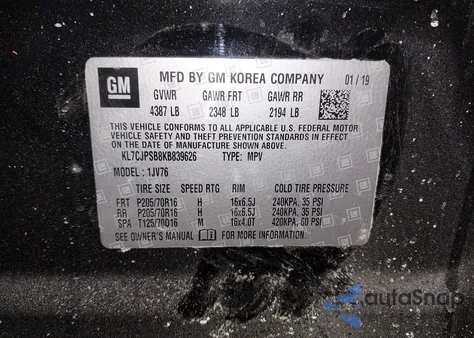 GM
MFD BY GM KOREA COMPANY 01/19
GVWR GAWR FRT GAWR RR
4387 LB 2348 LB 2194 LB
THIS VEHICLE CONFORMS TO ALL APPLICABLE U.S. FEDERAL MOTOR
VEHICLE SAFETY AND THEFT PREVENTION STANDARDS IN EFFECT
ON THE DATE OF MANUFACTURE SHOWN ABOVE.
KL7CJPSB8KB839626 TYPE: MPV
MODEL: 1JV76
TIRE SIZE SPEED RTG RIM COLD TIRE PRESSURE
FRT P205/70R16 H 16x6.5J 240KPA, 35 PSI
RR P205/70R16 H 16x6.5J 240KPA, 35 PSI
SPA T125/70D16 16x4.0T 420KPA, 60 PSI
SEE OWNER'S MANUAL FOR MORE INFORMATION.
autoSnap